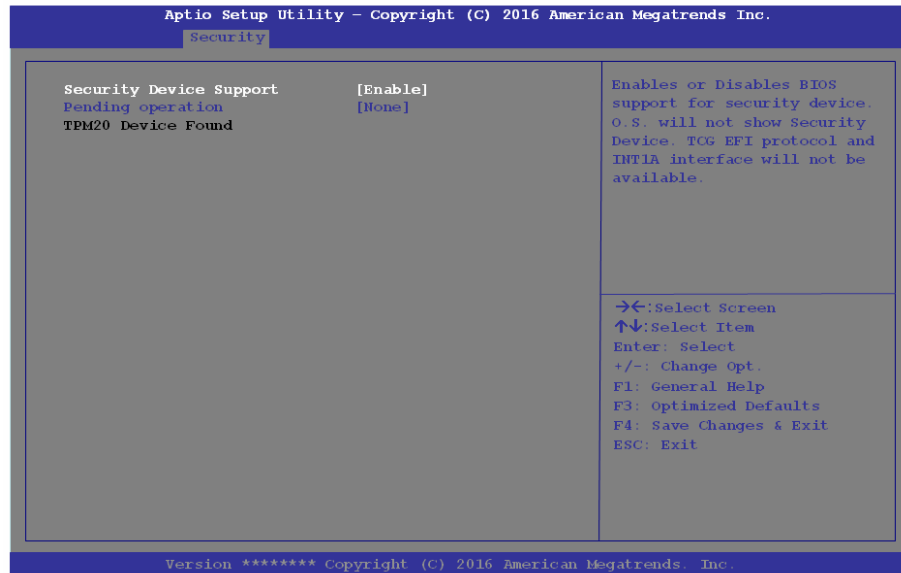 Aptio Setup Utility – Copyright (C) 2016 American Megatrends Inc.
Security
Security Device Support [Enable]
Pending operation [None]
TPM20 Device Found
Enables or Disables BIOS
support for security device.
O.S. will not show Security
Device. TCG EFI protocol and
INT1A interface will not be
available.
→←:Select Screen
↑↓:Select Item
Enter: Select
+/-: Change Opt.
F1: General Help
F3: Optimized Defaults
F4: Save Changes & Exit
ESC: Exit
Version ******** Copyright (C) 2016 American Megatrends. Inc.